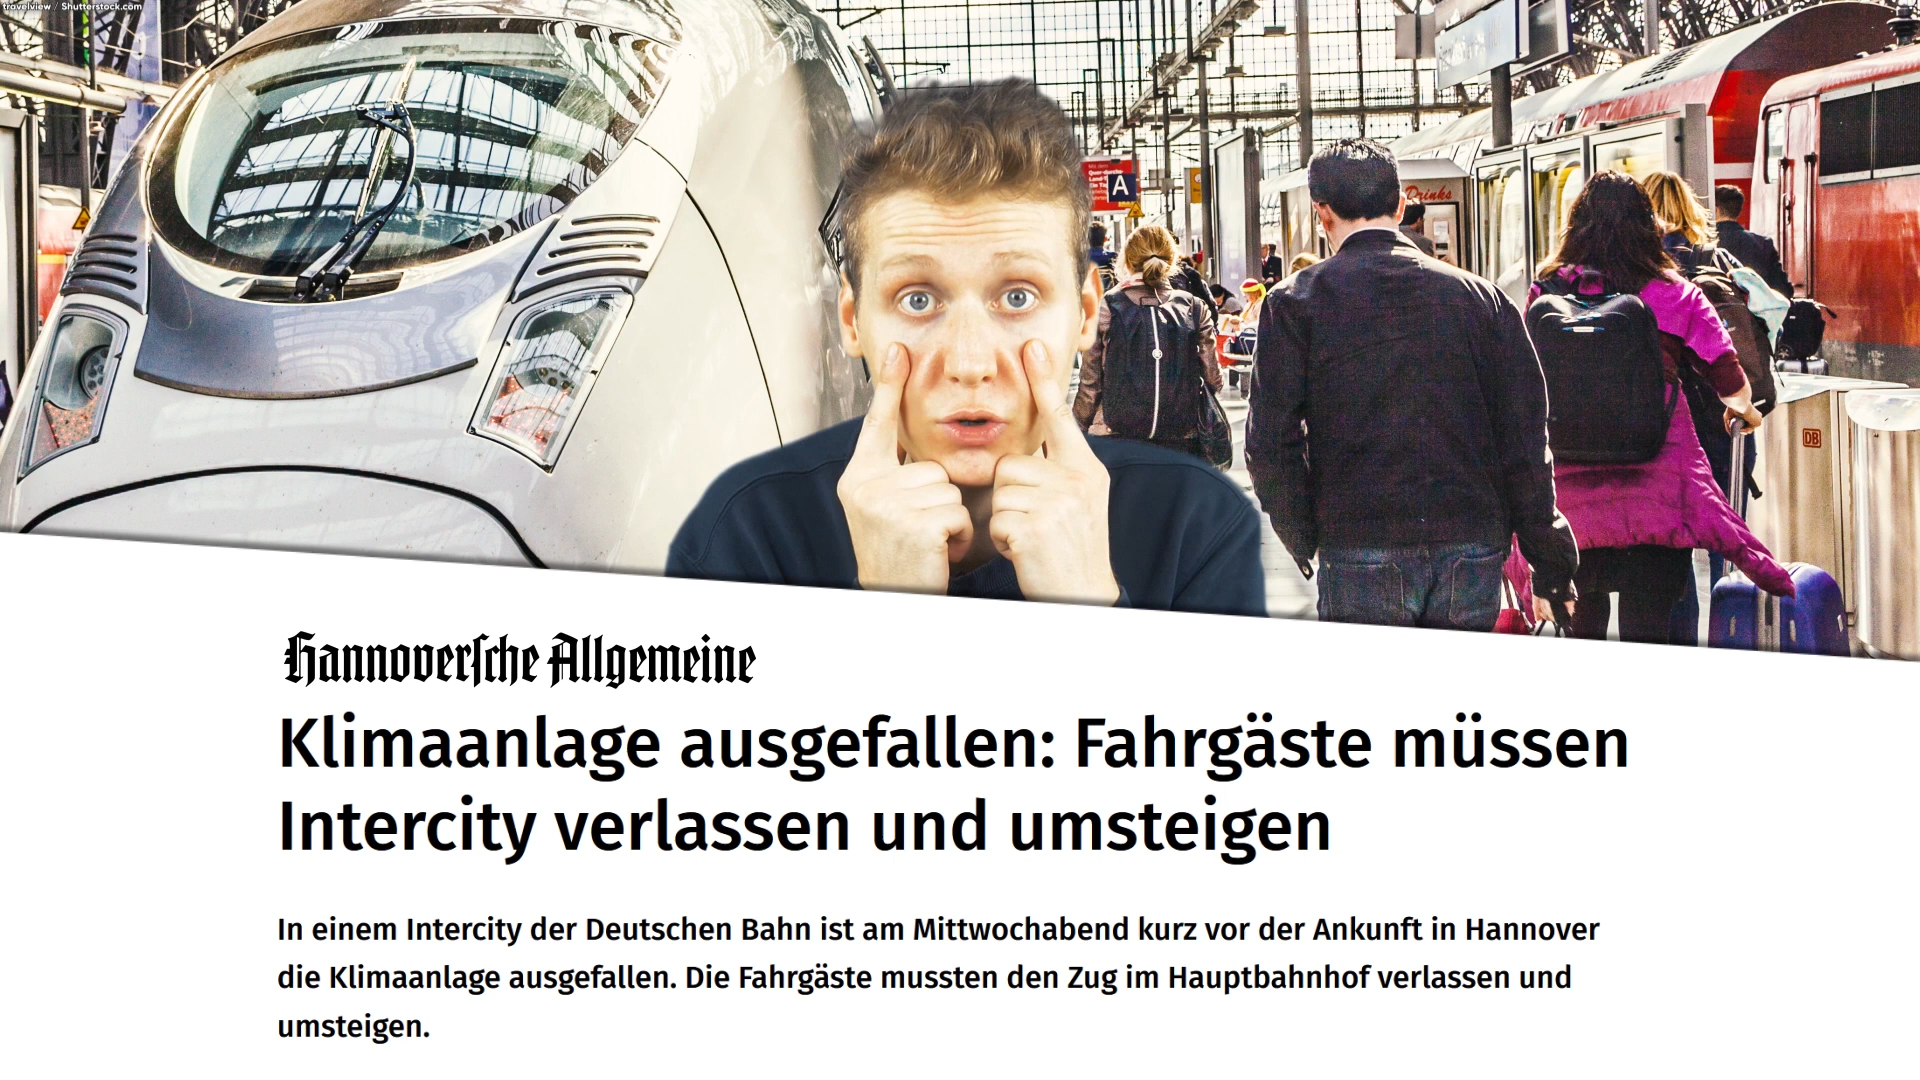 travelview / Shutterstock.com
A
Drinks
DB
Hannoversche Allgemeine
Klimaanlage ausgefallen: Fahrgäste müssen
Intercity verlassen und umsteigen
In einem Intercity der Deutschen Bahn ist am Mittwochabend kurz vor der Ankunft in Hannover
die Klimaanlage ausgefallen. Die Fahrgäste mussten den Zug im Hauptbahnhof verlassen und
umsteigen.